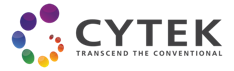 CYTEK
TRANSCEND THE CONVENTIONAL